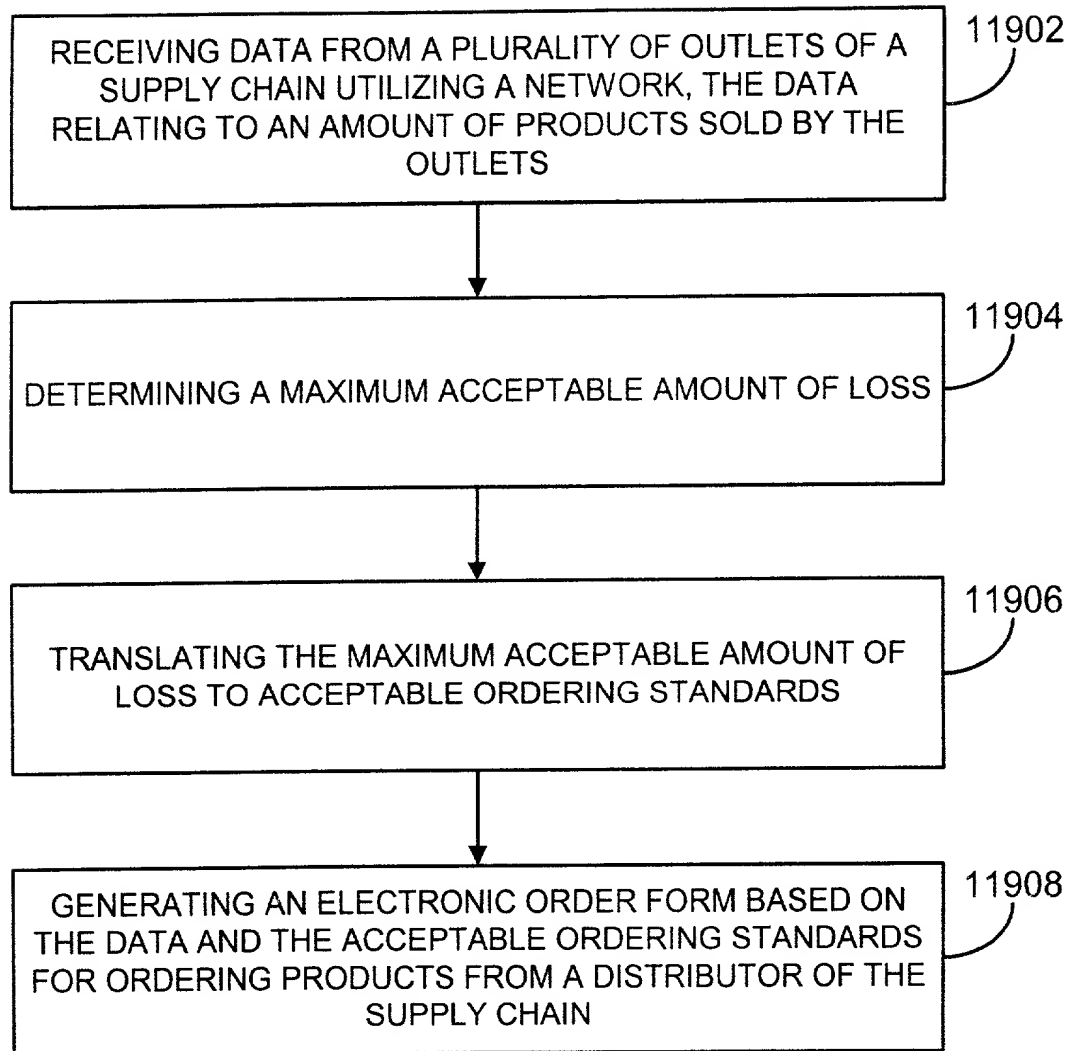 11902
RECEIVING DATA FROM A PLURALITY OF OUTLETS OF A
SUPPLY CHAIN UTILIZING A NETWORK, THE DATA
RELATING TO AN AMOUNT OF PRODUCTS SOLD BY THE
OUTLETS
11904
DETERMINING A MAXIMUM ACCEPTABLE AMOUNT OF LOSS
11906
TRANSLATING THE MAXIMUM ACCEPTABLE AMOUNT OF
LOSS TO ACCEPTABLE ORDERING STANDARDS
11908
GENERATING AN ELECTRONIC ORDER FORM BASED ON
THE DATA AND THE ACCEPTABLE ORDERING STANDARDS
FOR ORDERING PRODUCTS FROM A DISTRIBUTOR OF THE
SUPPLY CHAIN